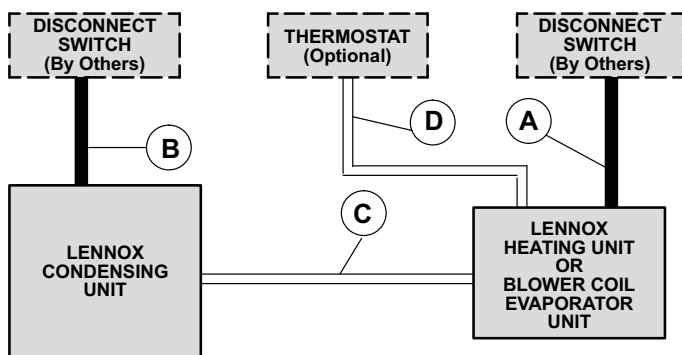 DISCONNECT
SWITCH
(By Others)
THERMOSTAT
(Optional)
DISCONNECT
SWITCH
(By Others)
B
D
A
C
LENNOX
CONDENSING
UNIT
LENNOX
HEATING UNIT
OR
BLOWER COIL
EVAPORATOR
UNIT